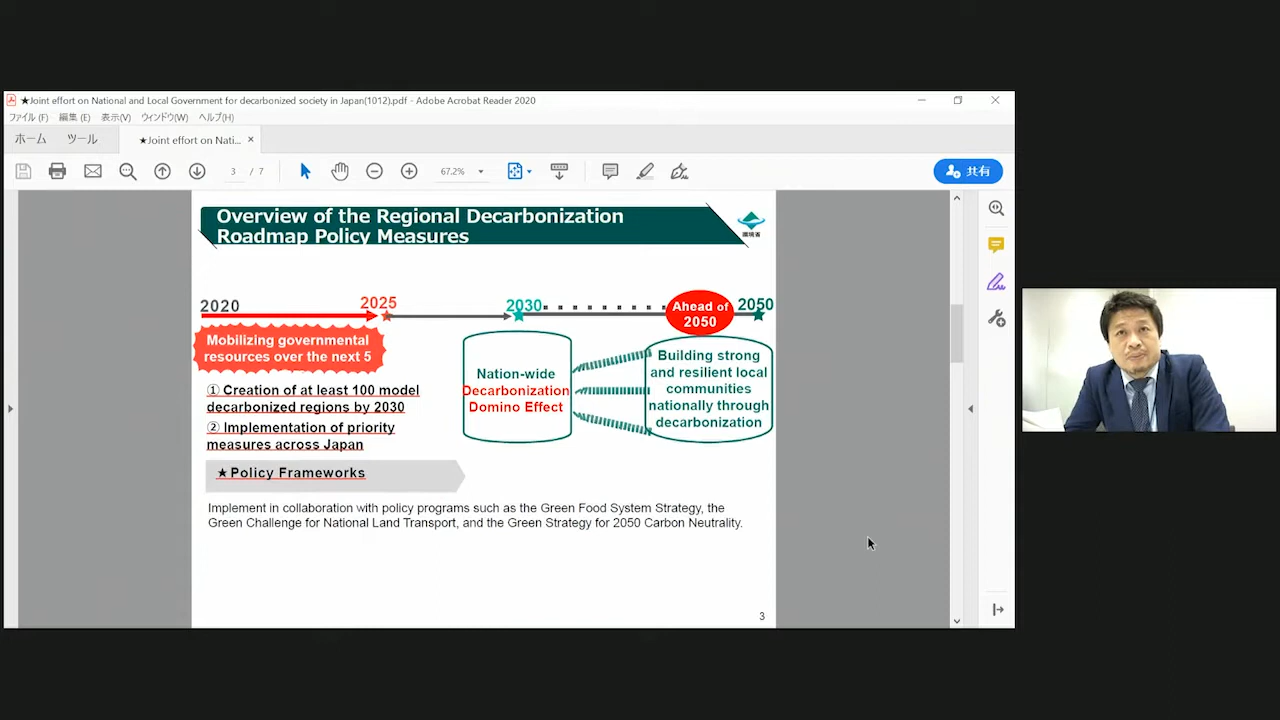 ★Joint effort on National and Local Government for decarbonized society in Japan(1012).pdf - Adobe Acrobat Reader 2020
ファイル(F) 編集(E) 表示(V) ウィンドウ(W) ヘルプ(H)
ホーム ツール ★Joint effort on Nati... ×
3 / 7 67.2% 共有
Overview of the Regional Decarbonization
Roadmap Policy Measures
環境省
2020 2025 2030 2050
Ahead of
2050
Mobilizing governmental
resources over the next 5
① Creation of at least 100 model
decarbonized regions by 2030
② Implementation of priority
measures across Japan
Nation-wide
Decarbonization
Domino Effect
Building strong
and resilient local
communities
nationally through
decarbonization
★Policy Frameworks
Implement in collaboration with policy programs such as the Green Food System Strategy, the
Green Challenge for National Land Transport, and the Green Strategy for 2050 Carbon Neutrality.
3